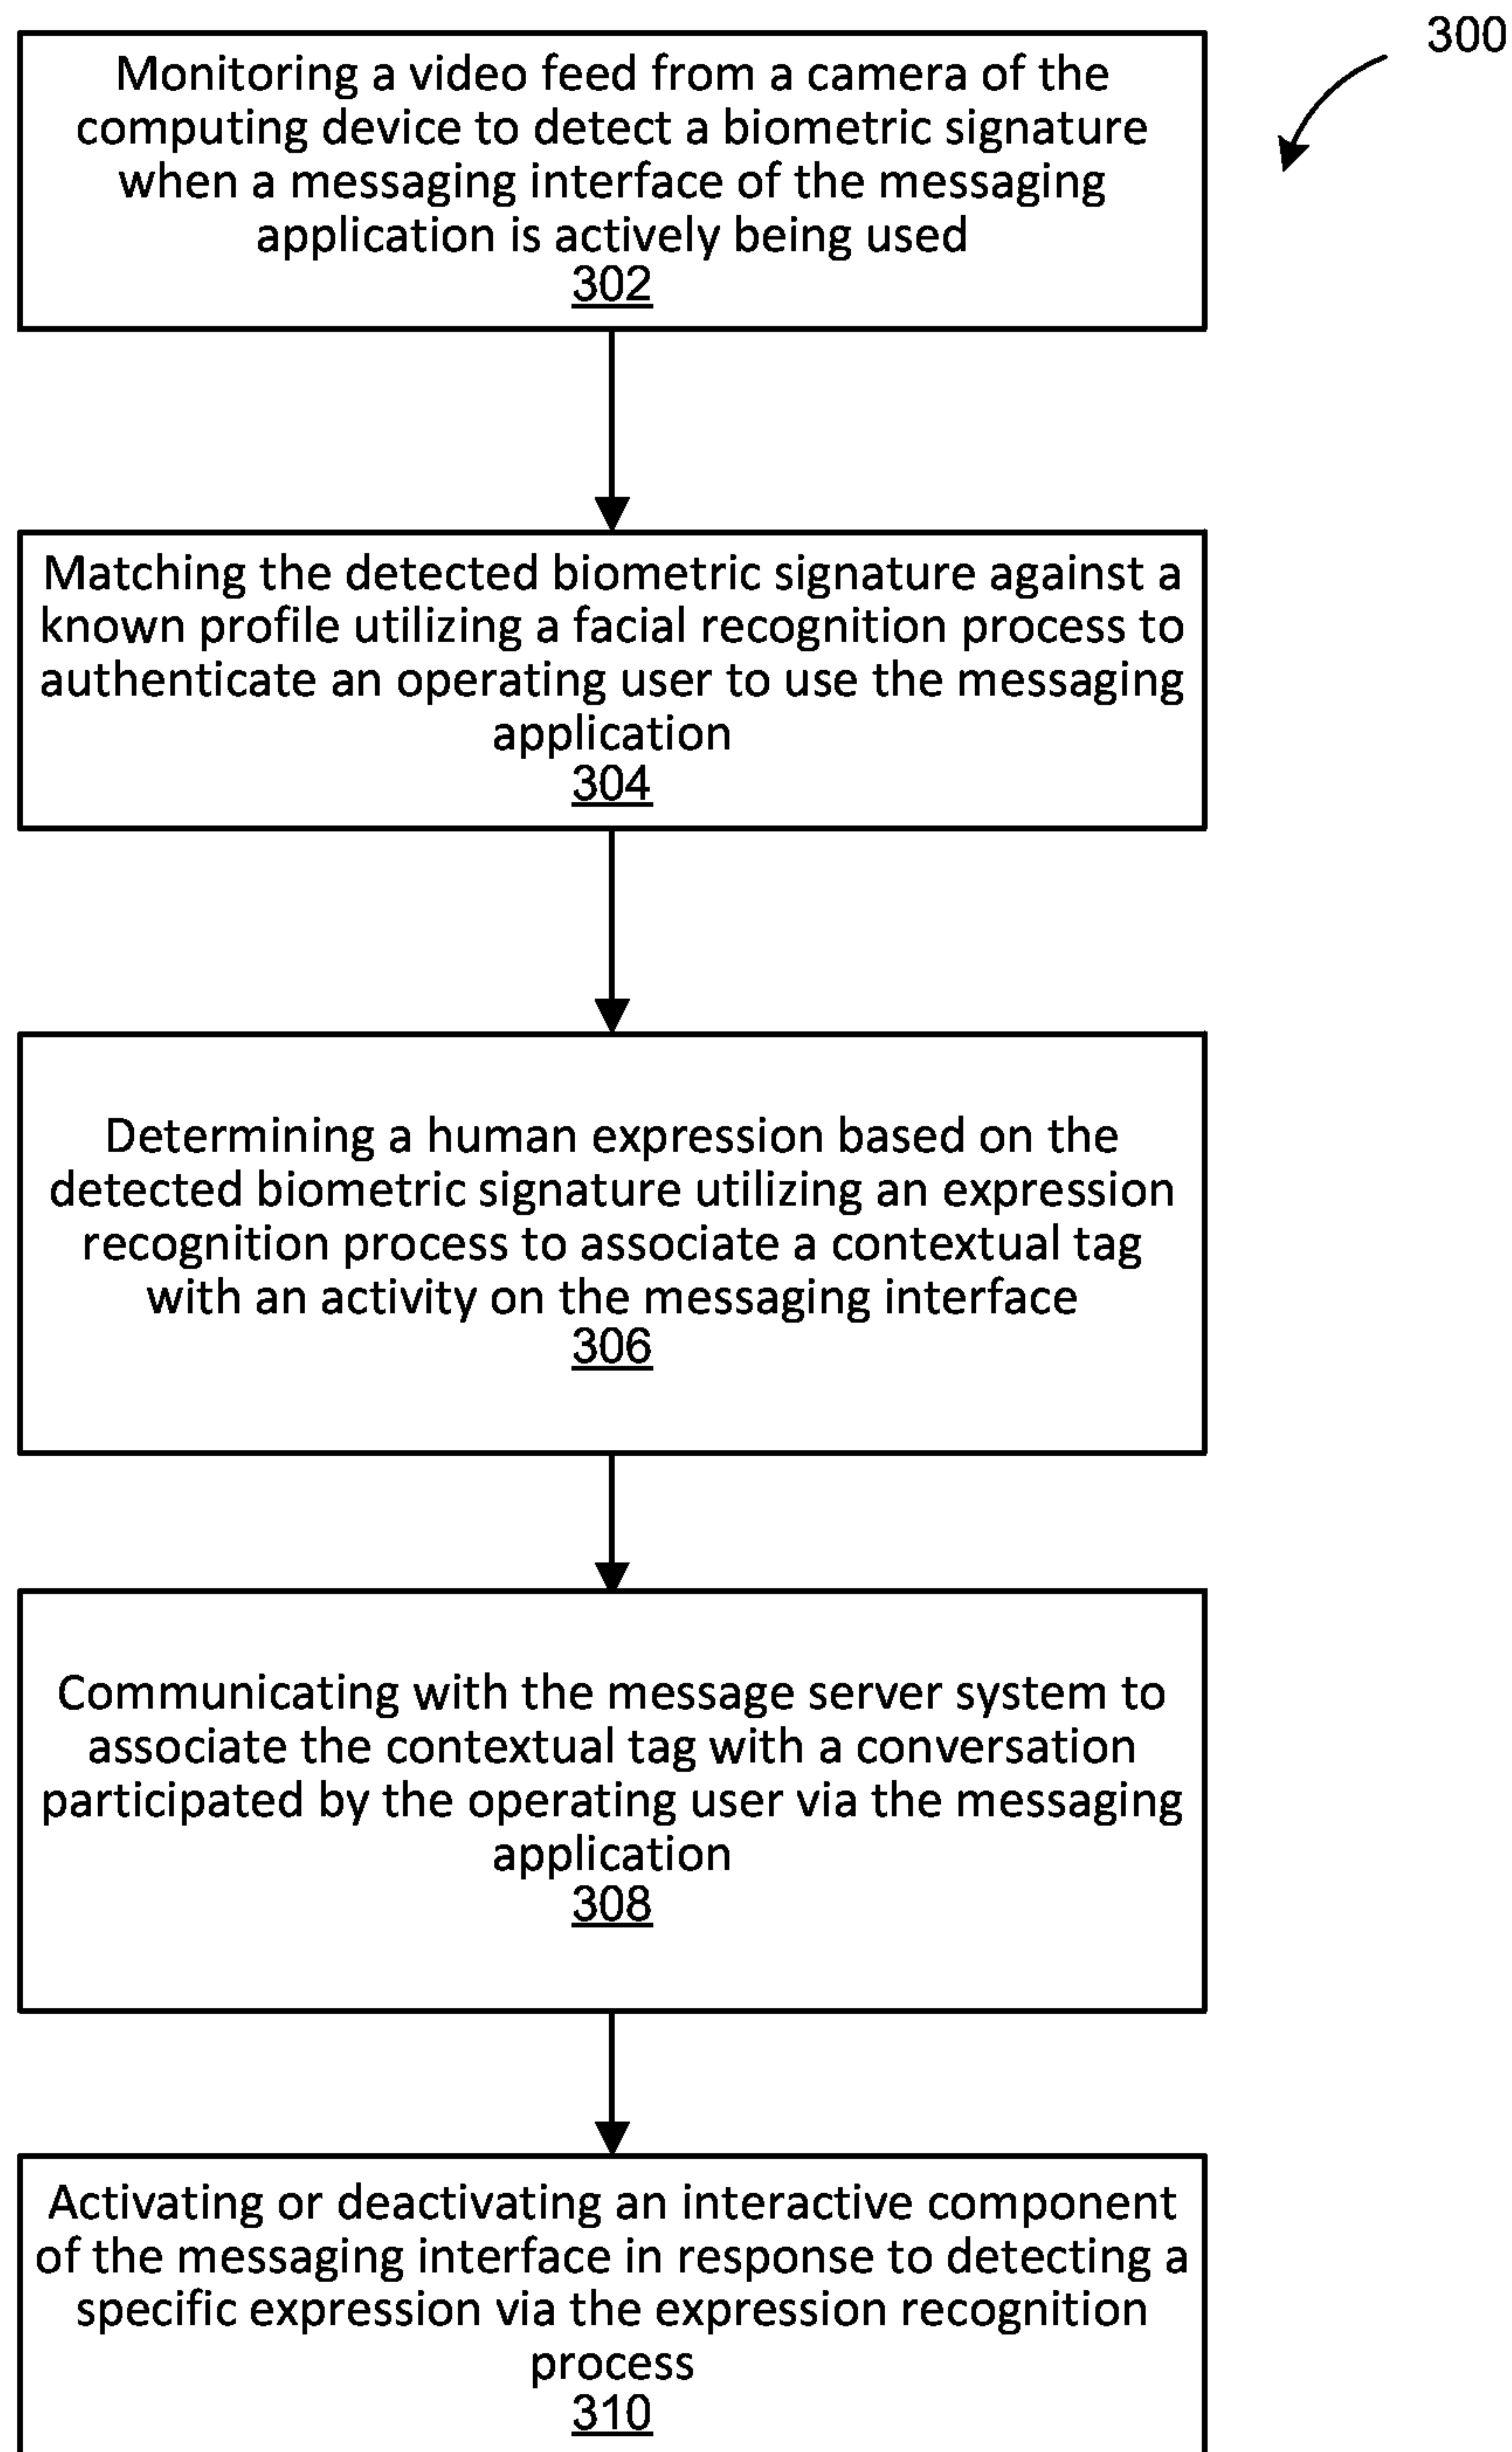 300
Monitoring a video feed from a camera of the
computing device to detect a biometric signature
when a messaging interface of the messaging
application is actively being used
302
Matching the detected biometric signature against a
known profile utilizing a facial recognition process to
authenticate an operating user to use the messaging
application
304
Determining a human expression based on the
detected biometric signature utilizing an expression
recognition process to associate a contextual tag
with an activity on the messaging interface
306
Communicating with the message server system to
associate the contextual tag with a conversation
participated by the operating user via the messaging
application
308
Activating or deactivating an interactive component
of the messaging interface in response to detecting a
specific expression via the expression recognition
process
310